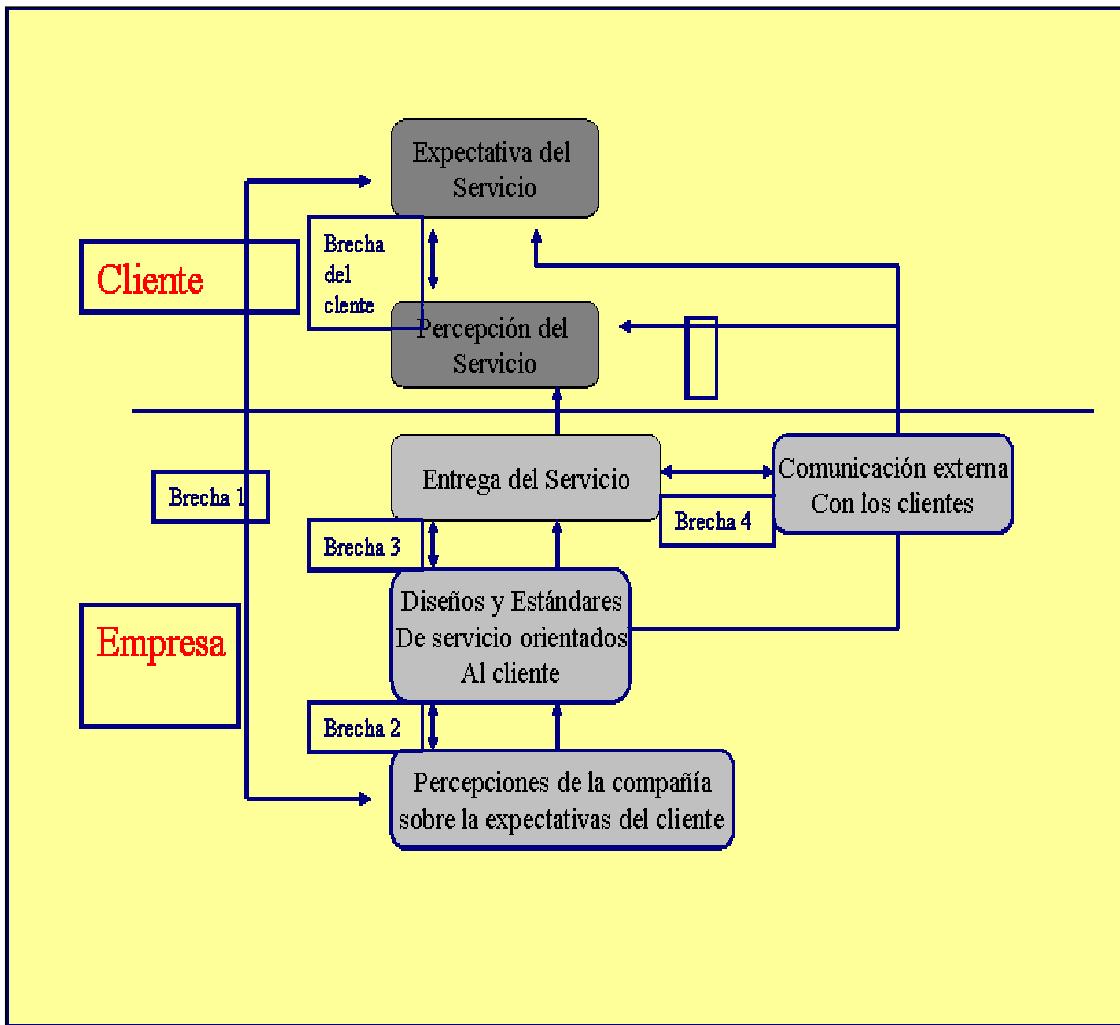 Expectativa del
Servicio
Brecha
del
clente
Cliente
Percepción del
Servicio
Entrega del Servicio
Comunicación externa
Con los clientes
Brecha 1
Brecha 4
Brecha 3
Diseños y Estándares
De servicio orientados
Al cliente
Empresa
Brecha 2
Percepciones de la compañía
sobre la expectativas del cliente